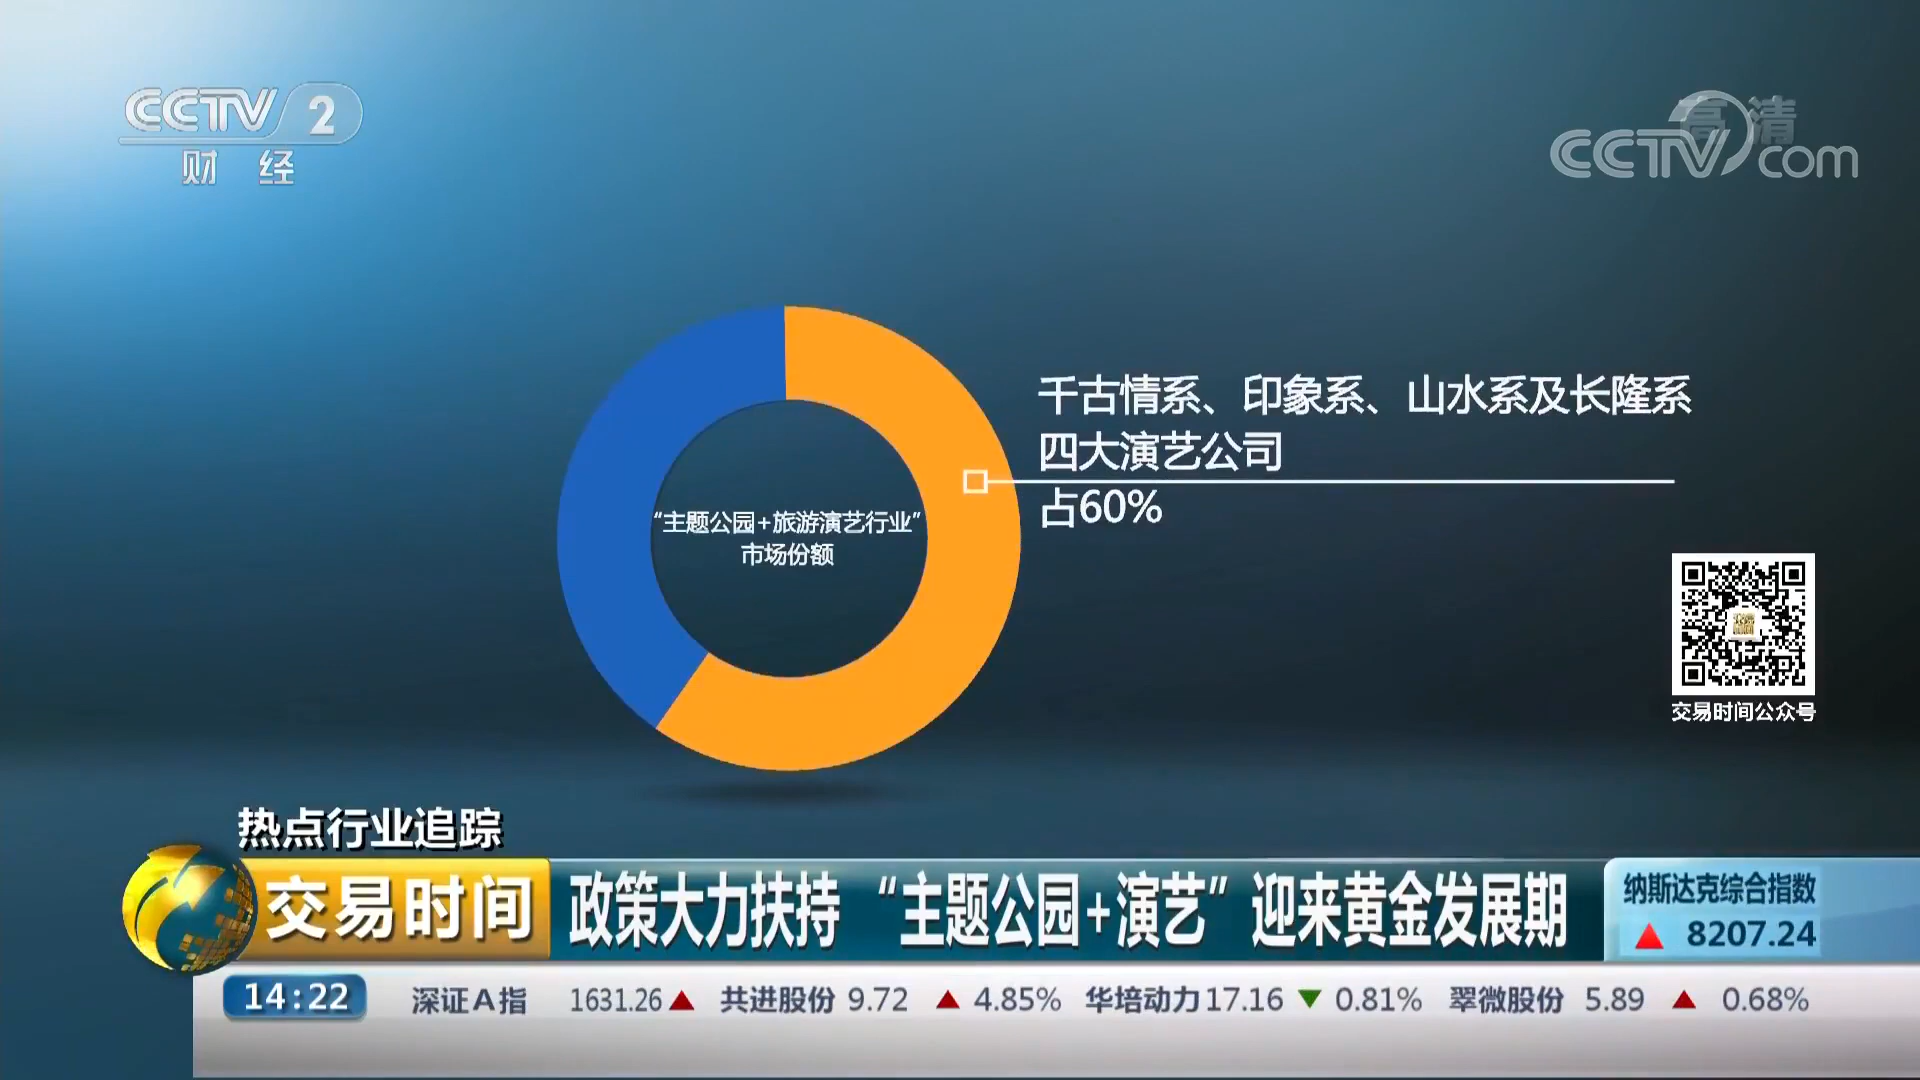 CCTV 2
财 经
高清
CCTV.com
千古情系、印象系、山水系及长隆系
四大演艺公司
占60%
“主题公园+旅游演艺行业”
市场份额
交易时间公众号
热点行业追踪
交易时间
政策大力扶持 “主题公园+演艺” 迎来黄金发展期
纳斯达克综合指数
▲ 8207.24
14:22 深证A指 1631.26 ▲ 共进股份 9.72 ▲ 4.85% 华培动力 17.16 ▼ 0.81% 翠微股份 5.89 ▲ 0.68%